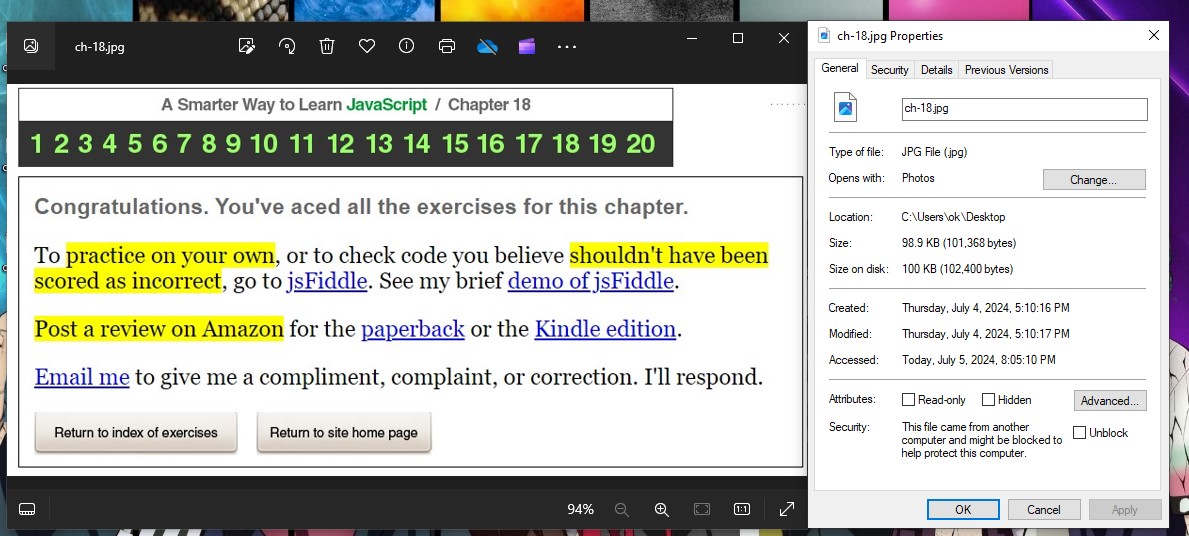 ch-18.jpg
A Smarter Way to Learn JavaScript / Chapter 18
1 2 3 4 5 6 7 8 9 10 11 12 13 14 15 16 17 18 19 20
Congratulations. You've aced all the exercises for this chapter.
To practice on your own, or to check code you believe shouldn't have been
scored as incorrect, go to jsFiddle. See my brief demo of jsFiddle.
Post a review on Amazon for the paperback or the Kindle edition.
Email me to give me a compliment, complaint, or correction. I'll respond.
Return to index of exercises
Return to site home page
94%
1:1
ch-18.jpg Properties
General Security Details Previous Versions
ch-18.jpg
Type of file: JPG File (.jpg)
Opens with: Photos Change...
Location: C:\Users\ok\Desktop
Size: 98.9 KB (101,368 bytes)
Size on disk: 100 KB (102,400 bytes)
Created: Thursday, July 4, 2024, 5:10:16 PM
Modified: Thursday, July 4, 2024, 5:10:17 PM
Accessed: Today, July 5, 2024, 8:05:10 PM
Attributes: Read-only Hidden Advanced...
Security: This file came from another
computer and might be blocked to
help protect this computer.
Unblock
OK Cancel Apply